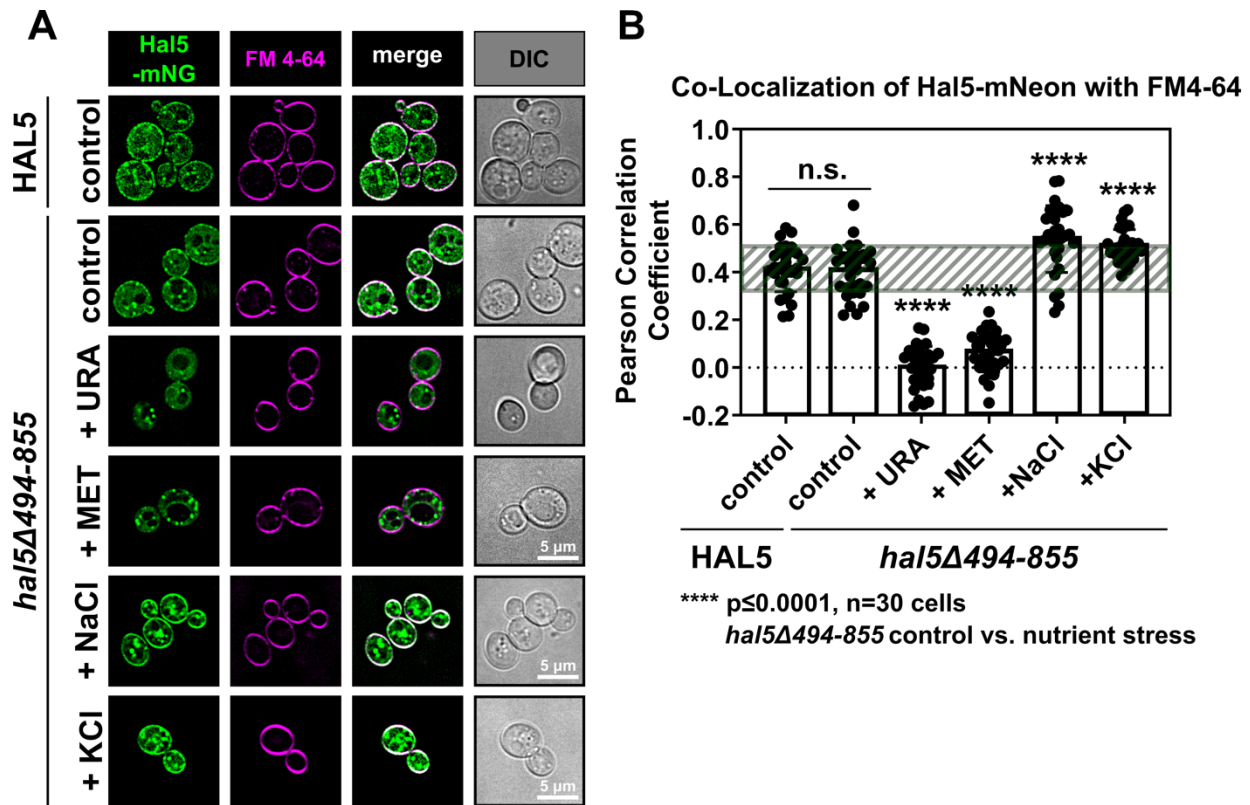 A
Hal5
-mNG
FM 4-64
merge
DIC
HAL5
control
hal5Δ494-855
control
+ URA
+ MET
5 µm
+ NaCl
5 µm
+ KCl
5 µm
B
Co-Localization of Hal5-mNeon with FM4-64
Pearson Correlation
Coefficient
1.0
0.8
0.6
0.4
0.2
0.0
-0.2
n.s.
****
****
****
****
control
control
+ URA
+ MET
+NaCl
+KCl
HAL5
hal5Δ494-855
**** p≤0.0001, n=30 cells
hal5Δ494-855 control vs. nutrient stress